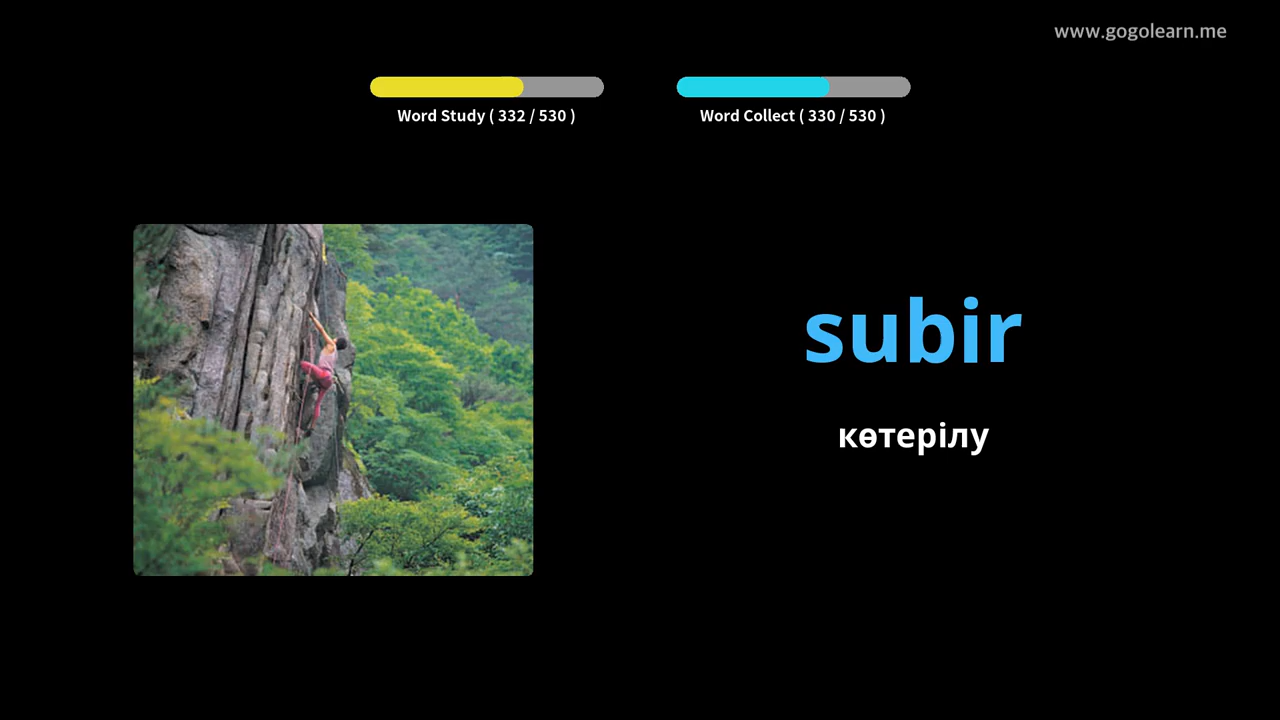 www.gogolearn.me
Word Study ( 332 / 530 )
Word Collect ( 330 / 530 )
subir
көтерілу